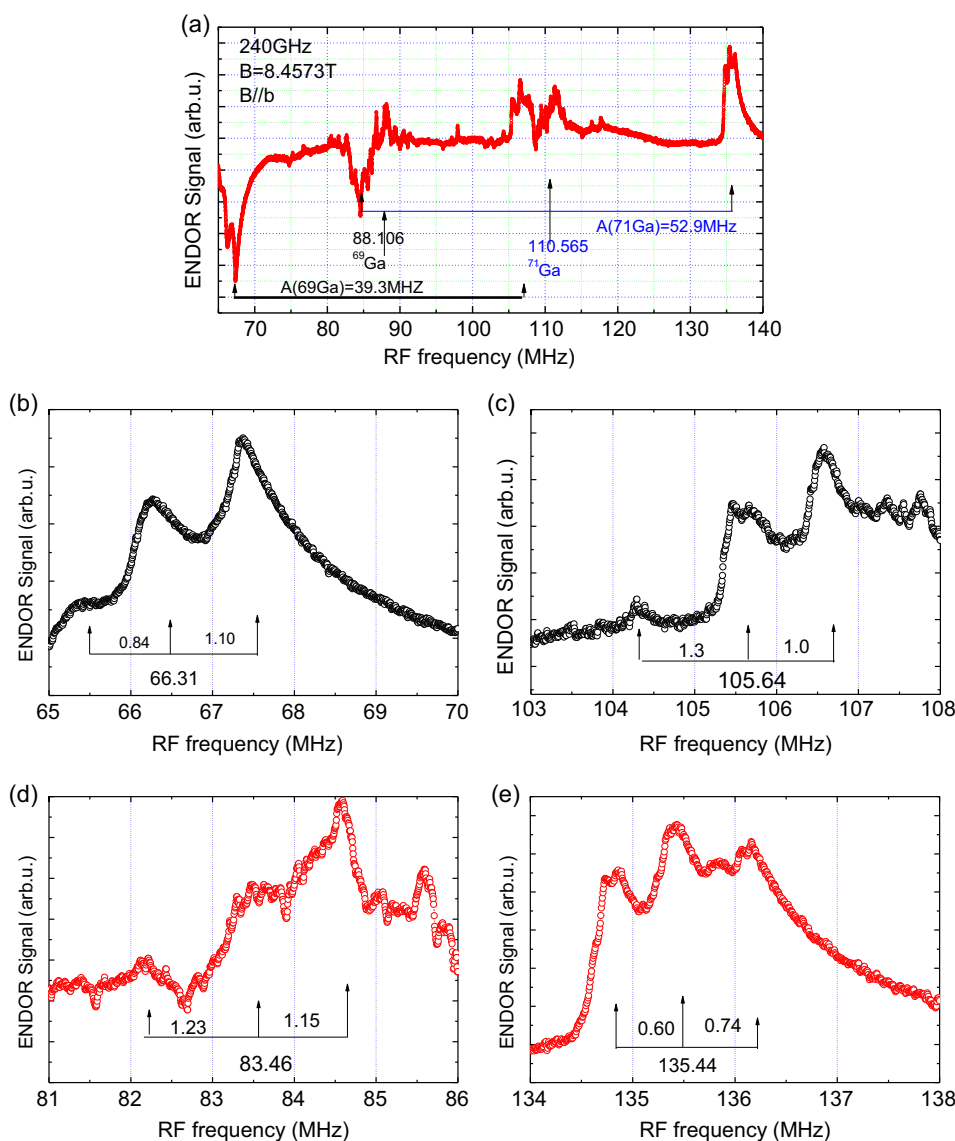 (a)
240GHz
B=8.4573T
B//b
ENDOR Signal (arb.u.)
A(71Ga)=52.9MHz
88.106
69Ga
110.565
71Ga
A(69Ga)=39.3MHZ
70 80 90 100 110 120 130 140
RF frequency (MHz)
(b)
ENDOR Signal (arb.u.)
0.84 1.10
66.31
65 66 67 68 69 70
RF frequency (MHz)
(c)
ENDOR Signal (arb.u.)
1.3 1.0
105.64
103 104 105 106 107 108
RF frequency (MHz)
(d)
ENDOR Signal (arb.u.)
1.23 1.15
83.46
81 82 83 84 85 86
RF frequency (MHz)
(e)
ENDOR Signal (arb.u.)
0.60 0.74
135.44
134 135 136 137 138
RF frequency (MHz)